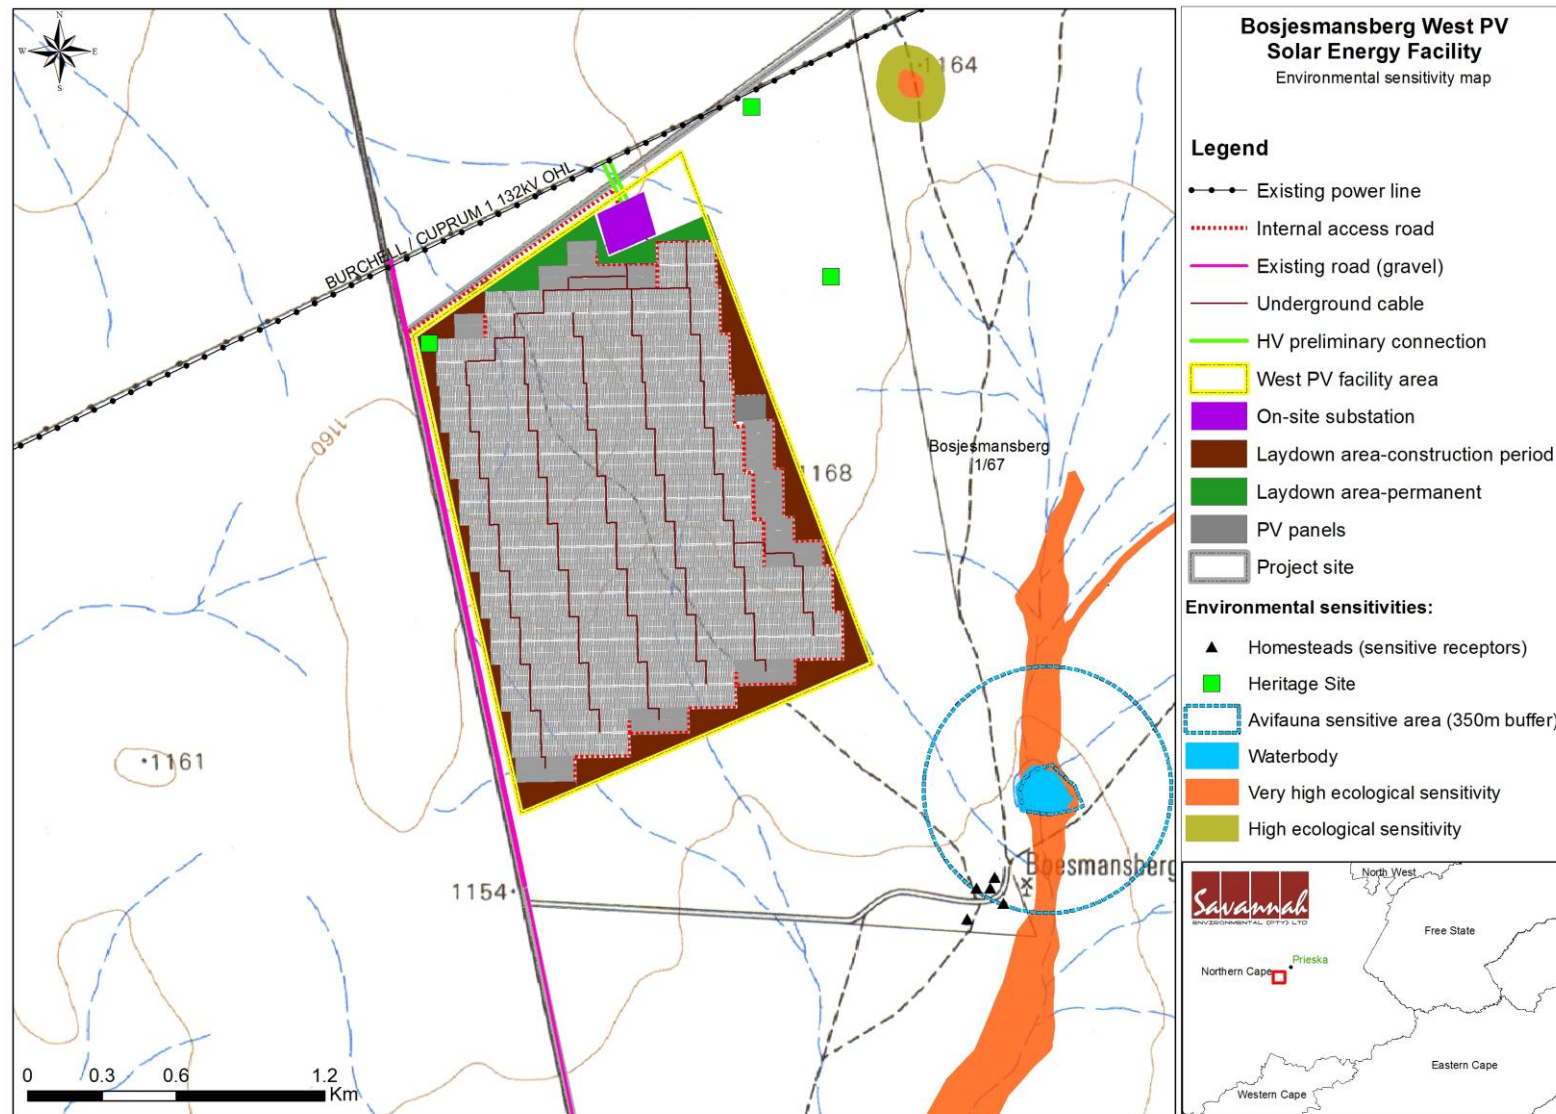 N
W
E
S
1164
BURCHELL / CUPRUM 1 132kV OHL
1160
Bosjesmansberg
1/67
1168
1161
1154
Boesmansberg
0
0.3
0.6
1.2
Km
Bosjesmansberg West PV
Solar Energy Facility
Environmental sensitivity map
Legend
Existing power line
Internal access road
Existing road (gravel)
Underground cable
HV preliminary connection
West PV facility area
On-site substation
Laydown area-construction period
Laydown area-permanent
PV panels
Project site
Environmental sensitivities:
Homesteads (sensitive receptors)
Heritage Site
Avifauna sensitive area (350m buffer)
Waterbody
Very high ecological sensitivity
High ecological sensitivity
Savannah
ENVIRONMENTAL (PTY) LTD
North West
Free State
Prieska
Northern Cape
Eastern Cape
Western Cape